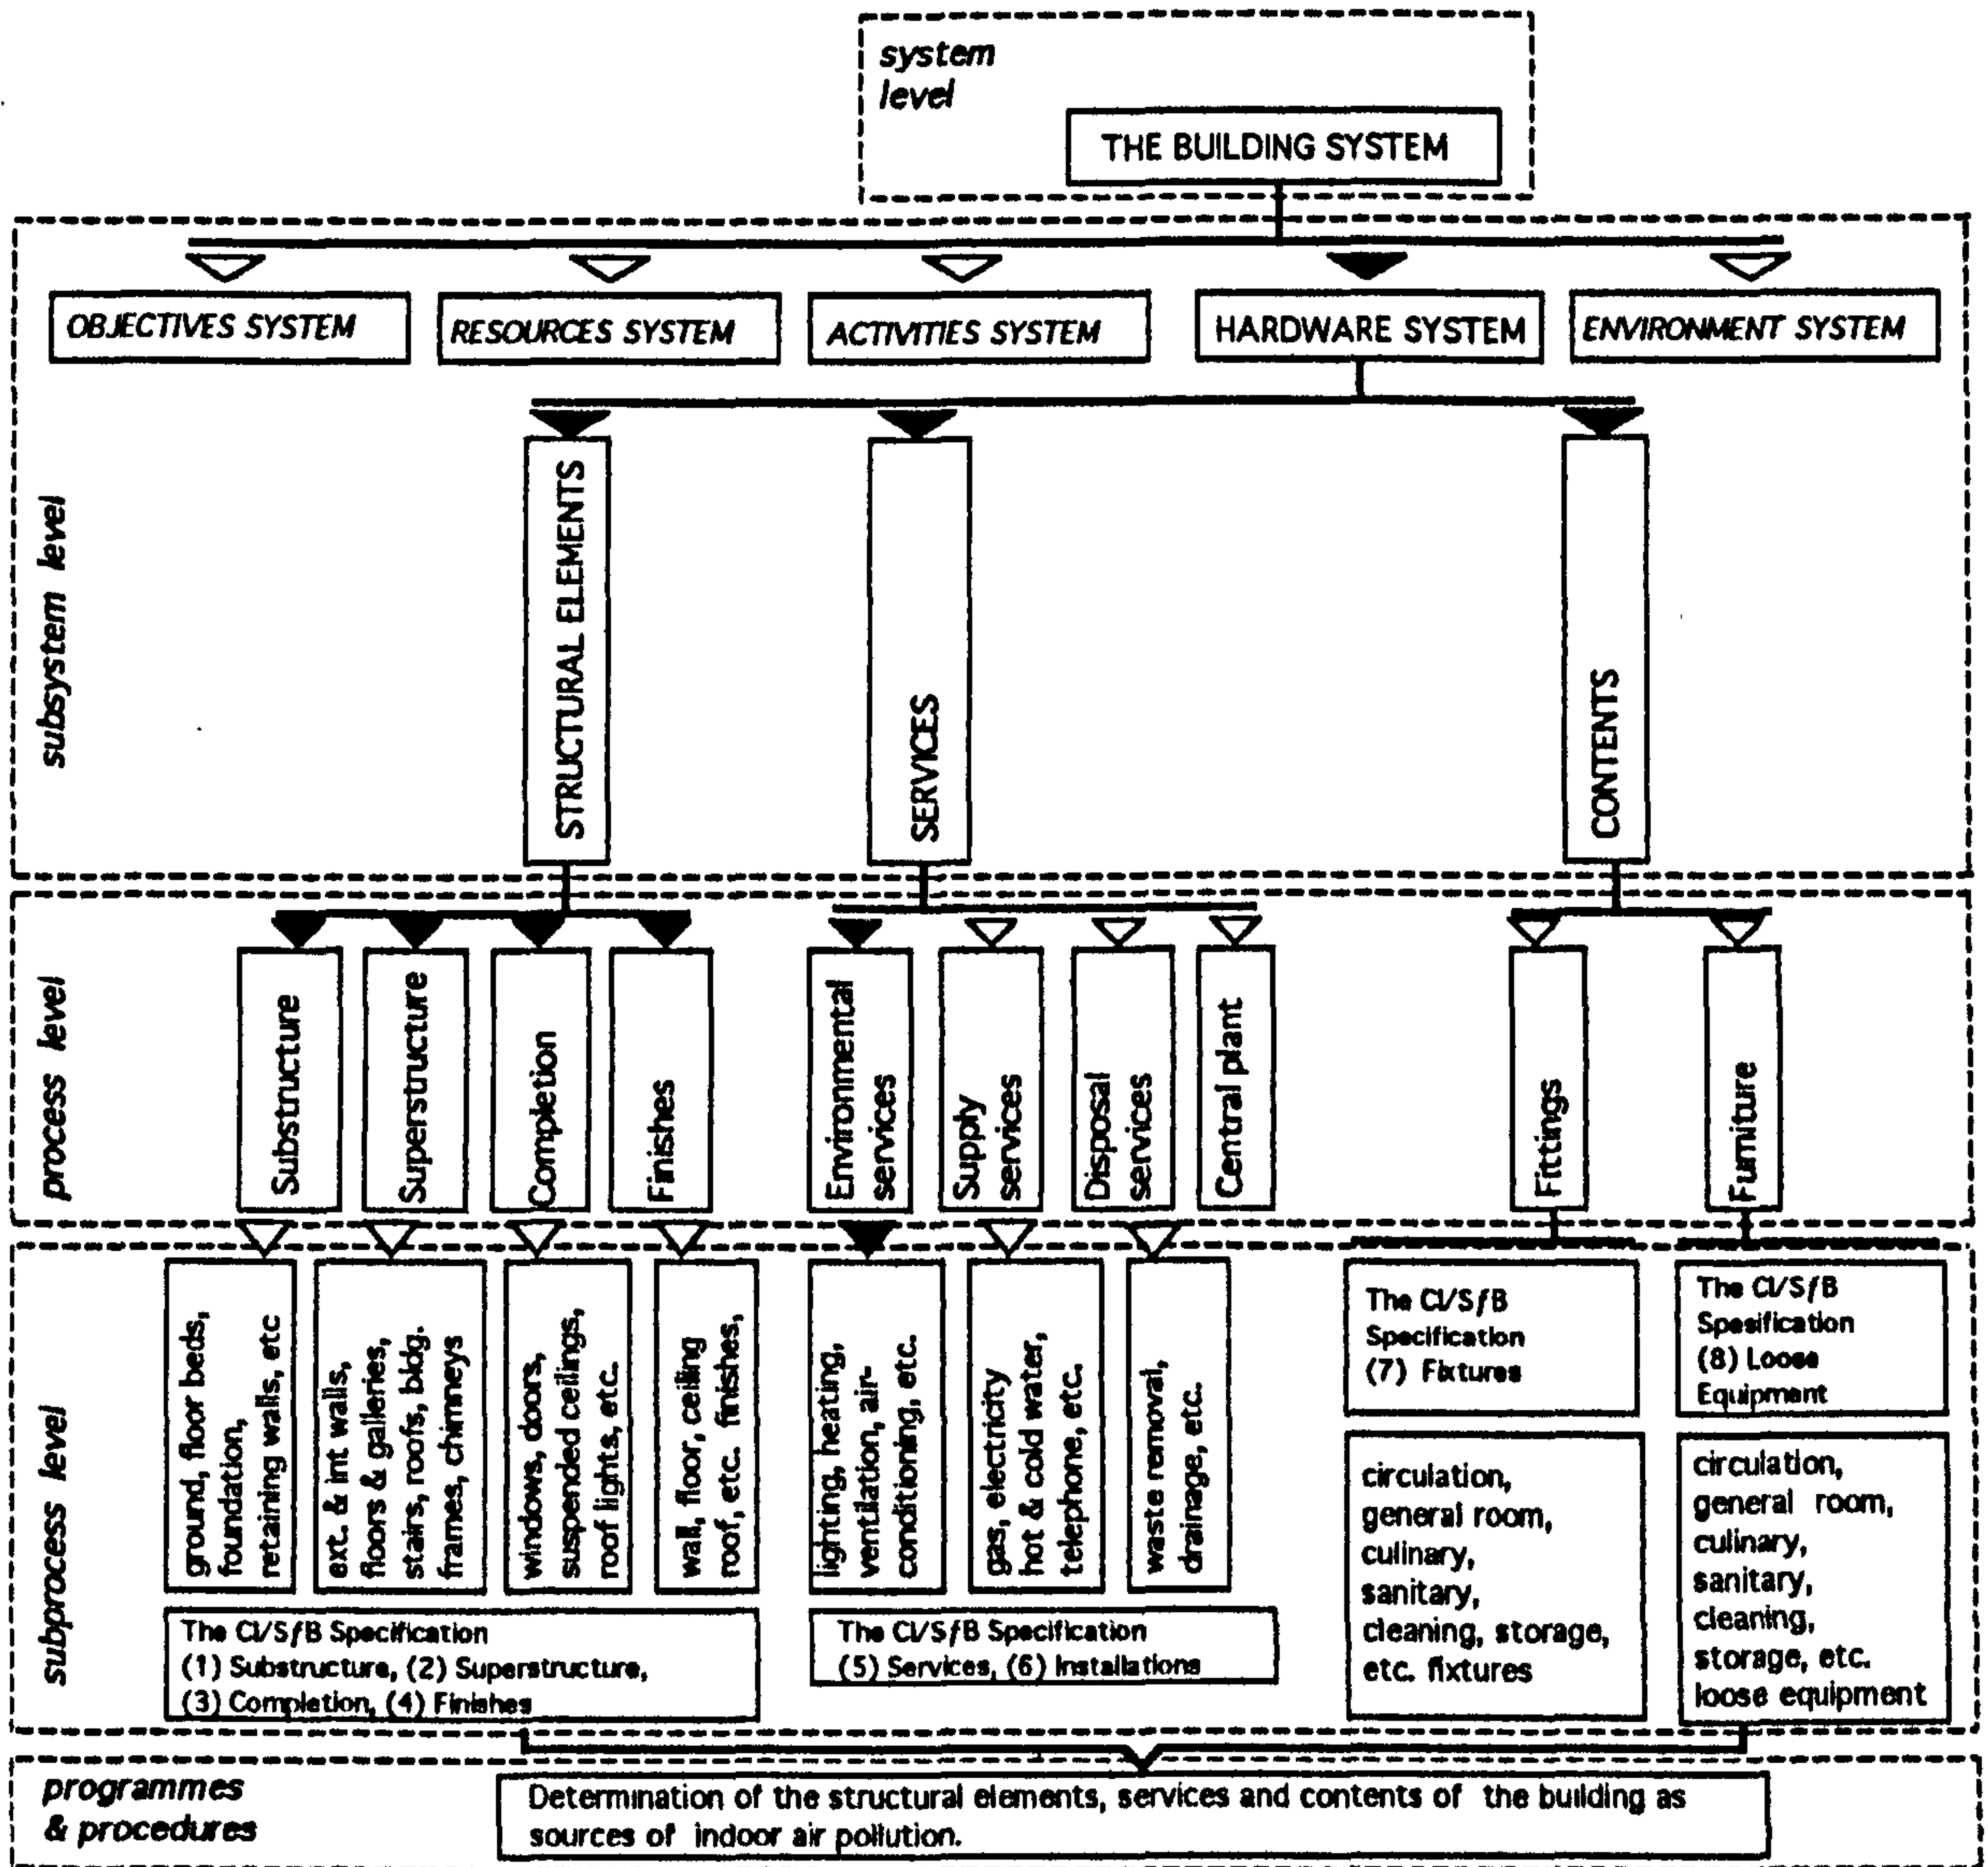 system
level
THE BUILDING SYSTEM
subsystem level
OBJECTIVES SYSTEM
RESOURCES SYSTEM
ACTIVITIES SYSTEM
HARDWARE SYSTEM
ENVIRONMENT SYSTEM
STRUCTURAL ELEMENTS
SERVICES
CONTENTS
process level
Substructure
Superstructure
Completion
Finishes
Environmental
services
Supply
services
Disposal
services
Central plant
Fittings
Furniture
subprocess level
ground, floor beds,
foundation,
retaining walls, etc
ext. & int walls,
floors & galleries,
stairs, roofs, bldg.
frames, chimneys
windows, doors,
suspended ceilings,
roof lights, etc.
wall, floor, ceiling
roof, etc. finishes,
lighting, heating,
ventilation, air-
conditioning, etc.
gas, electricity
hot & cold water,
telephone, etc.
waste removal,
drainage, etc.
The CI/SfB Specification
(1) Substructure, (2) Superstructure,
(3) Completion, (4) Finishes
The CI/SfB Specification
(5) Services, (6) Installations
The CI/SfB
Specification
(7) Fixtures
circulation,
general room,
culinary,
sanitary,
cleaning, storage,
etc. fixtures
The CI/SfB
Spesification
(8) Loose
Equipment
circulation,
general room,
culinary,
sanitary,
cleaning,
storage, etc.
loose equipment
programmes
& procedures
Determination of the structural elements, services and contents of the building as
sources of indoor air pollution.